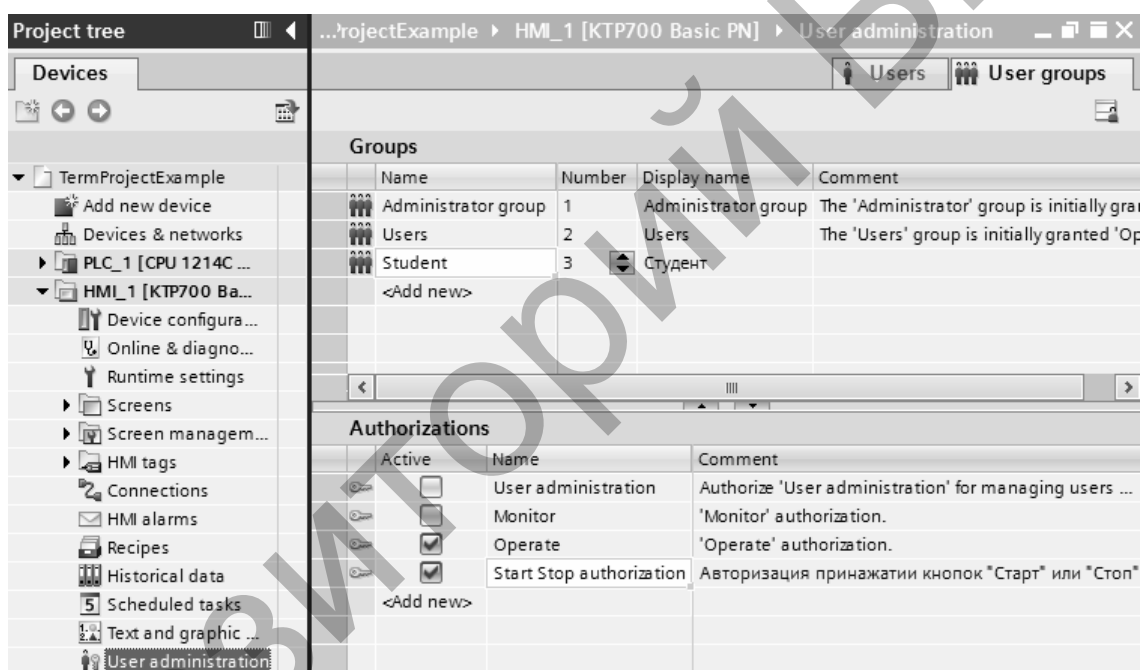 Project tree
...rojectExample ▸ HMI_1 [KTP700 Basic PN] ▸ User administration
Devices
Users
User groups
TermProjectExample
Add new device
Devices & networks
PLC_1 [CPU 1214C ...
HMI_1 [KTP700 Ba...
Device configura...
Online & diagno...
Runtime settings
Screens
Screen managem...
HMI tags
Connections
HMI alarms
Recipes
Historical data
Scheduled tasks
Text and graphic ...
User administration
Groups
Name Number Display name Comment
Administrator group 1 Administrator group The 'Administrator' group is initially gra
Users 2 Users The 'Users' group is initially granted 'Op
Student 3 Студент
<Add new>
Authorizations
Active Name Comment
User administration Authorize 'User administration' for managing users ...
Monitor 'Monitor' authorization.
Operate 'Operate' authorization.
Start Stop authorization Авторизация принажатии кнопок "Старт" или "Стоп"
<Add new>